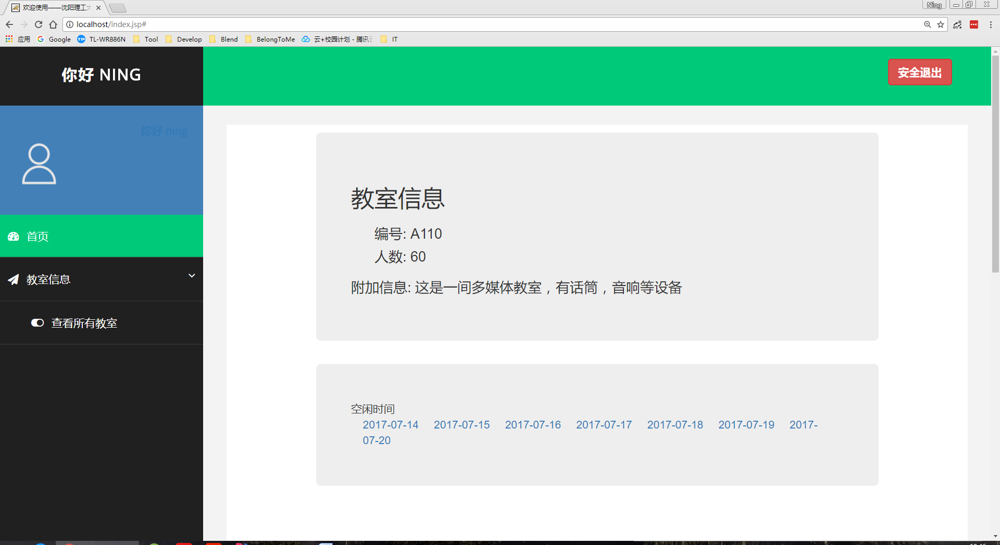 欢迎使用——沈阳理工大
Ning
localhost/index.jsp#
应用 Google TL-WR886N Tool Develop Blend BelongToMe 云+校园计划 - 腾讯云 IT
你好 NING
安全退出
你好 ning
首页
教室信息
查看所有教室
教室信息
编号: A110
人数: 60
附加信息: 这是一间多媒体教室，有话筒，音响等设备
空闲时间
2017-07-14 2017-07-15 2017-07-16 2017-07-17 2017-07-18 2017-07-19 2017-
07-20